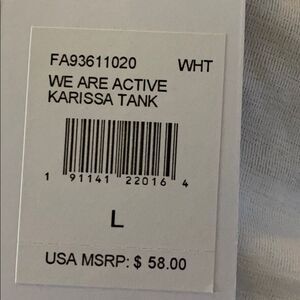 FA93611020 WHT
WE ARE ACTIVE
KARISSA TANK
1 91141 22016 4
L
USA MSRP: $ 58.00